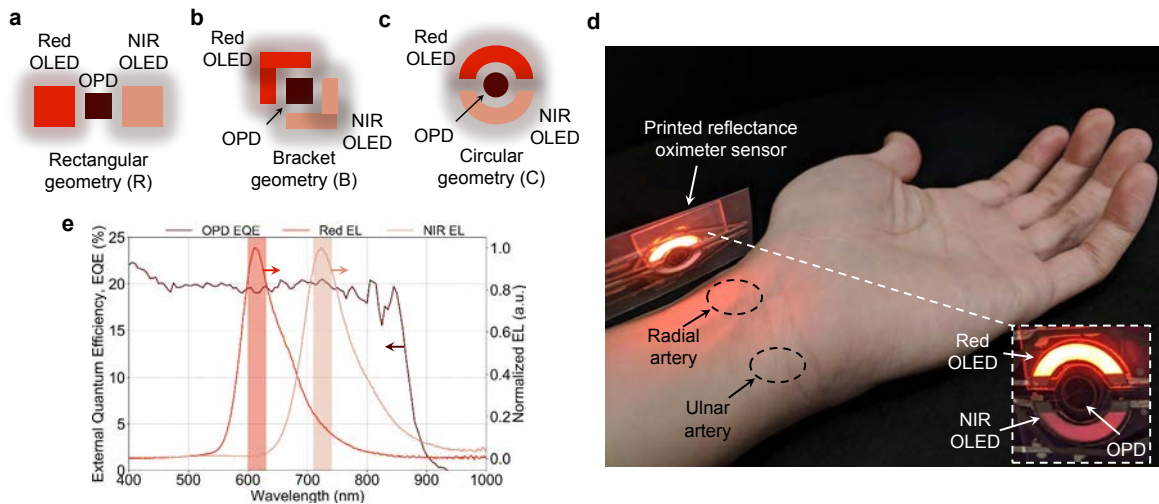 a
Red
OLED
NIR
OLED
OPD
Rectangular
geometry (R)
b
Red
OLED
OPD
NIR
OLED
Bracket
geometry (B)
c
Red
OLED
OPD
NIR
OLED
Circular
geometry (C)
d
Printed reflectance
oximeter sensor
Radial
artery
Ulnar
artery
Red
OLED
NIR
OLED
OPD
e
OPD EQE
Red EL
NIR EL
External Quantum Efficiency, EQE (%)
25
20
15
10
5
0
Normalized EL (a.u.)
1.0
0.8
0.6
0.4
0.2
0.0
400 500 600 700 800 900 1000
Wavelength (nm)